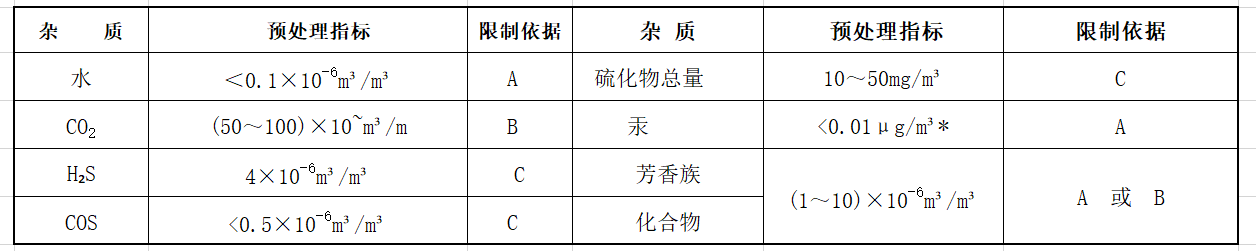 杂 质 预处理指标 限制依据 杂 质 预处理指标 限制依据
水 <0.1×10⁻⁶m³/m³ A 硫化物总量 10~50mg/m³ C
CO₂ (50~100)×10~m³/m B 汞 <0.01μg/m³* A
H₂S 4×10⁻⁶m³/m³ C 芳香族 (1~10)×10⁻⁶m³/m³ A 或 B
COS <0.5×10⁻⁶m³/m³ C 化合物